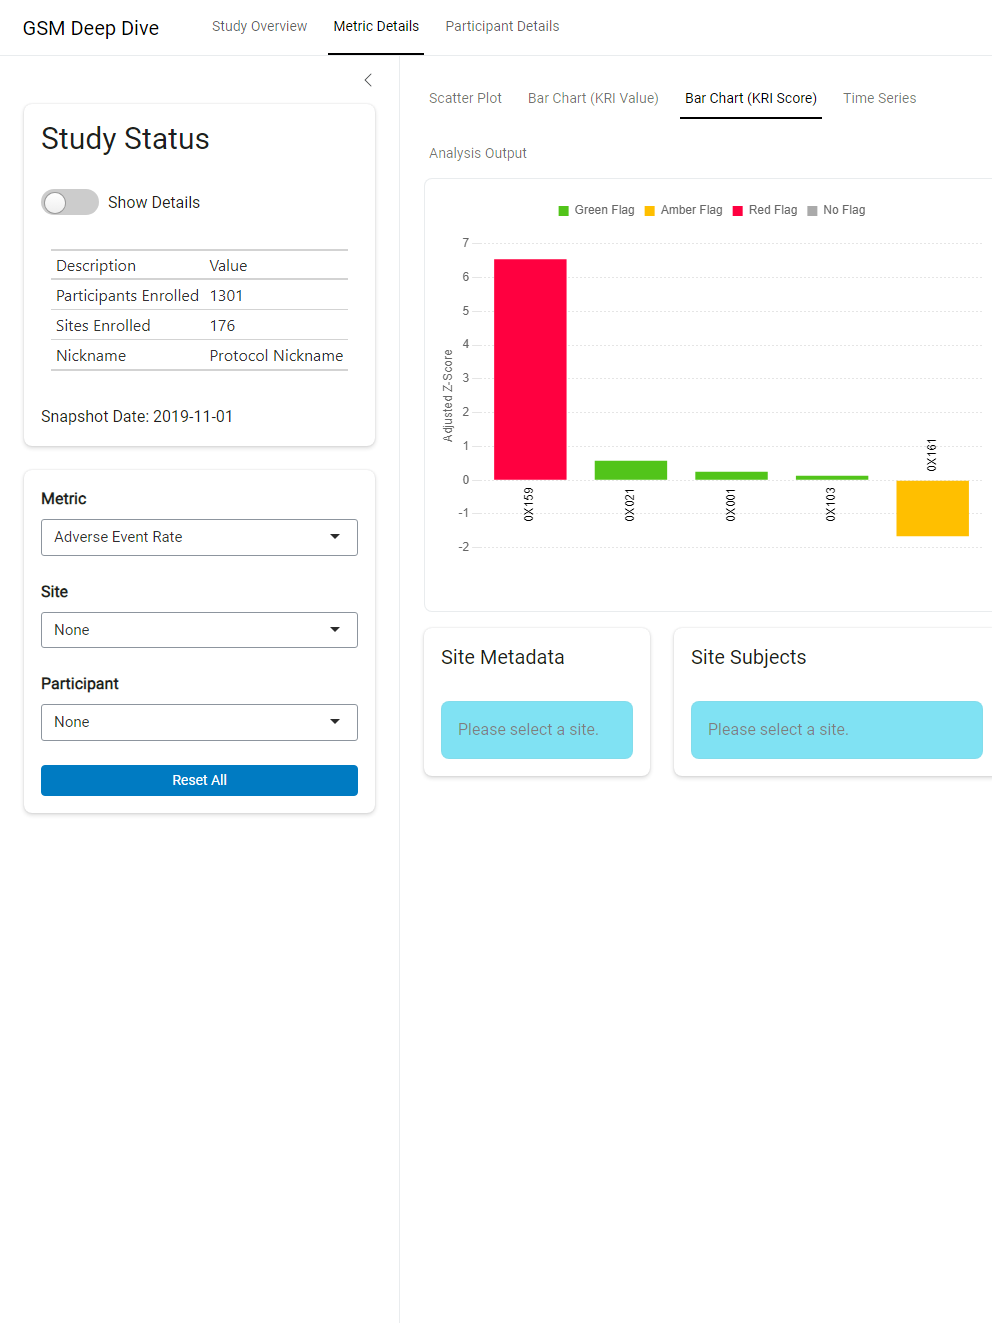 GSM Deep Dive
Study Overview
Metric Details
Participant Details
Study Status
Show Details
Description Value
Participants Enrolled 1301
Sites Enrolled 176
Nickname Protocol Nickname
Snapshot Date: 2019-11-01
Metric
Adverse Event Rate
Site
None
Participant
None
Reset All
Scatter Plot
Bar Chart (KRI Value)
Bar Chart (KRI Score)
Time Series
Analysis Output
Green Flag
Amber Flag
Red Flag
No Flag
Adjusted Z-Score
7
6
5
4
3
2
1
0
-1
-2
0X159
0X021
0X001
0X103
0X161
Site Metadata
Please select a site.
Site Subjects
Please select a site.